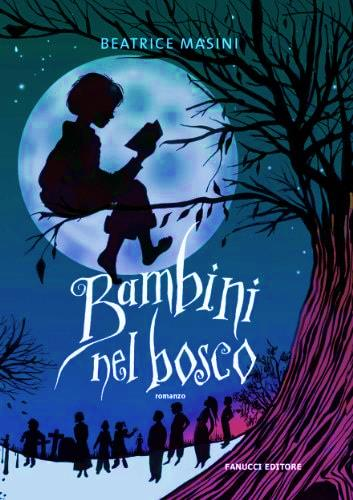 BEATRICE MASINI
Bambini
nel bosco
romanzo
FANUCCI EDITORE